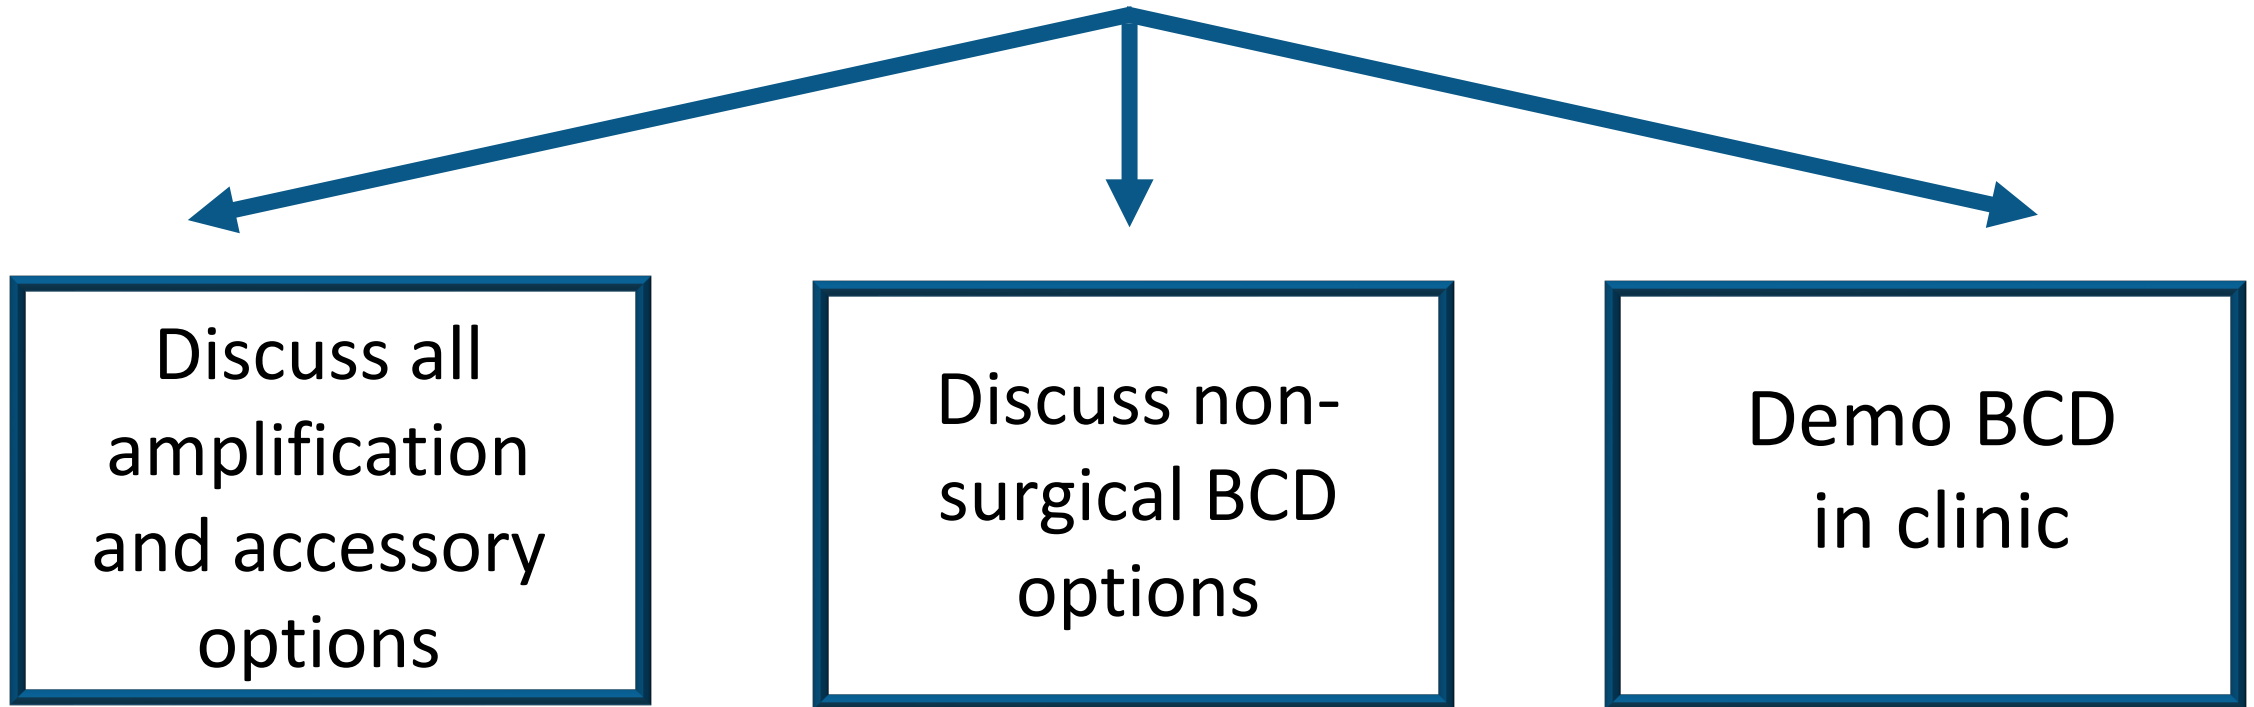 Discuss all
amplification
and accessory
options
Discuss non-
surgical BCD
options
Demo BCD
in clinic